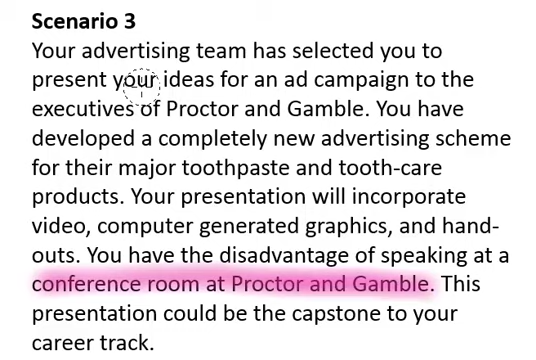 Scenario 3
Your advertising team has selected you to
present your ideas for an ad campaign to the
executives of Proctor and Gamble. You have
developed a completely new advertising scheme
for their major toothpaste and tooth-care
products. Your presentation will incorporate
video, computer generated graphics, and hand-
outs. You have the disadvantage of speaking at a
conference room at Proctor and Gamble. This
presentation could be the capstone to your
career track.